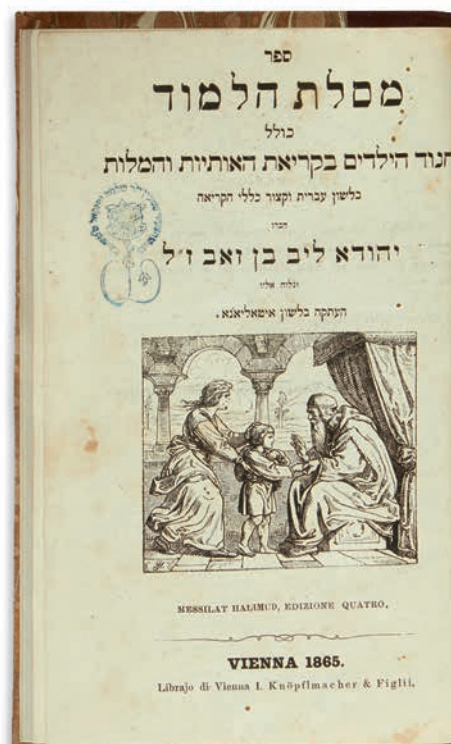 ספר
מסלת הלמוד
כולל
חנוך הילדים בקריאת האותיות והמלות
בלשון עברית וקצור כללי הקריאה
חברו
יהודא ליב בן זאב ז״ל
ונלוה אליו
העתקה בלשון איטאליאנא.
MESSILAT HALIMUD, EDIZIONE QUATRO,
VIENNA 1865.
Librajo di Vienna I. Knöpflmacher & Figlii,